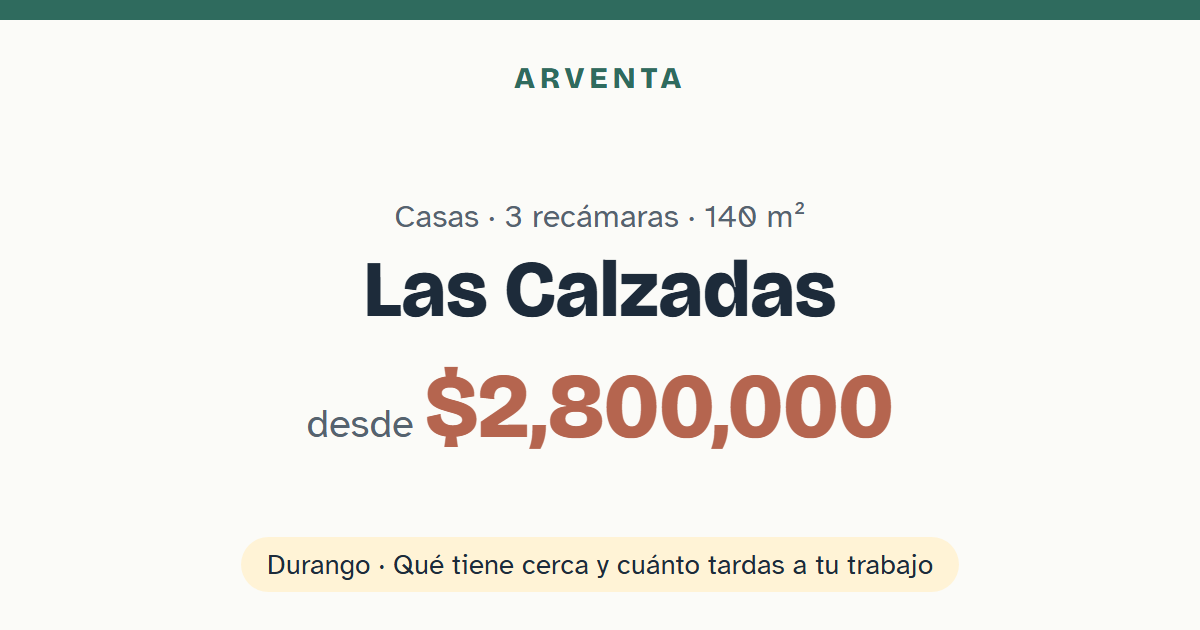 ARVENTA
Casas · 3 recámaras · 140 m²
Las Calzadas
desde $2,800,000
Durango · Qué tiene cerca y cuánto tardas a tu trabajo